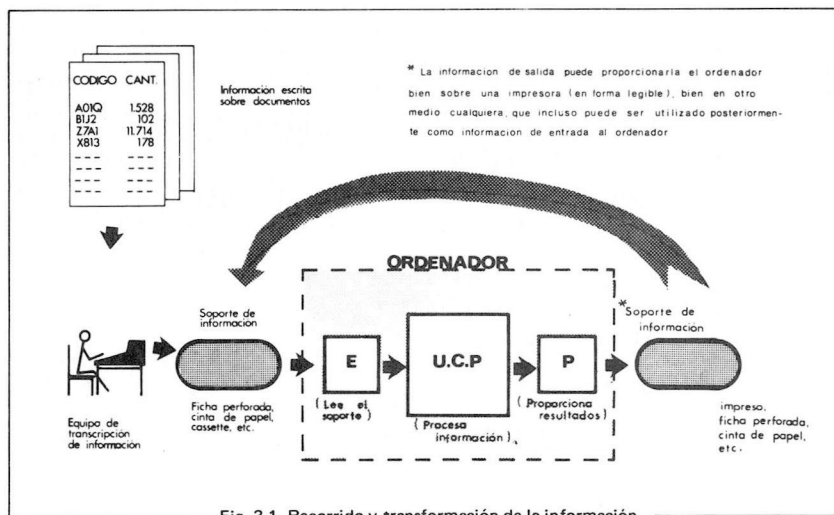 CODIGO CANT.
A01Q 1.528
B1J2 102
Z7A1 11.714
X813 178
Información escrita
sobre documentos
* La informacion de salida puede proporcionarla el ordenador
bien sobre una impresora (en forma legible), bien en otro
medio cualquiera, que incluso puede ser utilizado posteriormen-
te como informacion de entrada al ordenador
ORDENADOR
Soporte de
información
E
U.C.P
P
* Soporte de
información
(Lee el
soporte)
(Procesa
información).
(Proporciona
resultados)
Equipo de
transcripción
de información
Ficha perforada,
cinta de papel,
cassette, etc.
impreso,
ficha perforada,
cinta de papel,
etc.
Fig. 2.1 Recorrido y transformación de la información